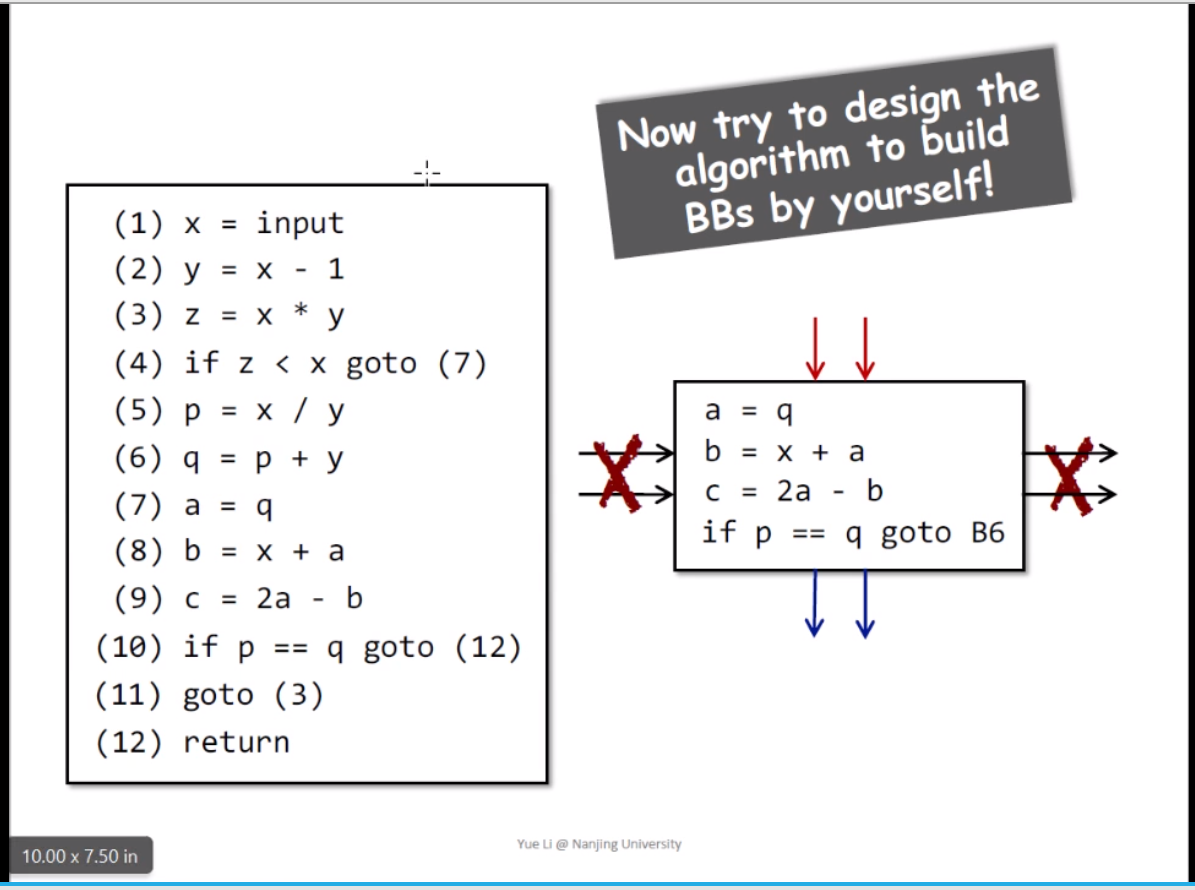 Now try to design the
algorithm to build
BBs by yourself!
(1) x = input
(2) y = x - 1
(3) z = x * y
(4) if z < x goto (7)
(5) p = x / y
(6) q = p + y
(7) a = q
(8) b = x + a
(9) c = 2a - b
(10) if p == q goto (12)
(11) goto (3)
(12) return
a = q
b = x + a
c = 2a - b
if p == q goto B6
Yue Li @ Nanjing University
10.00 x 7.50 in